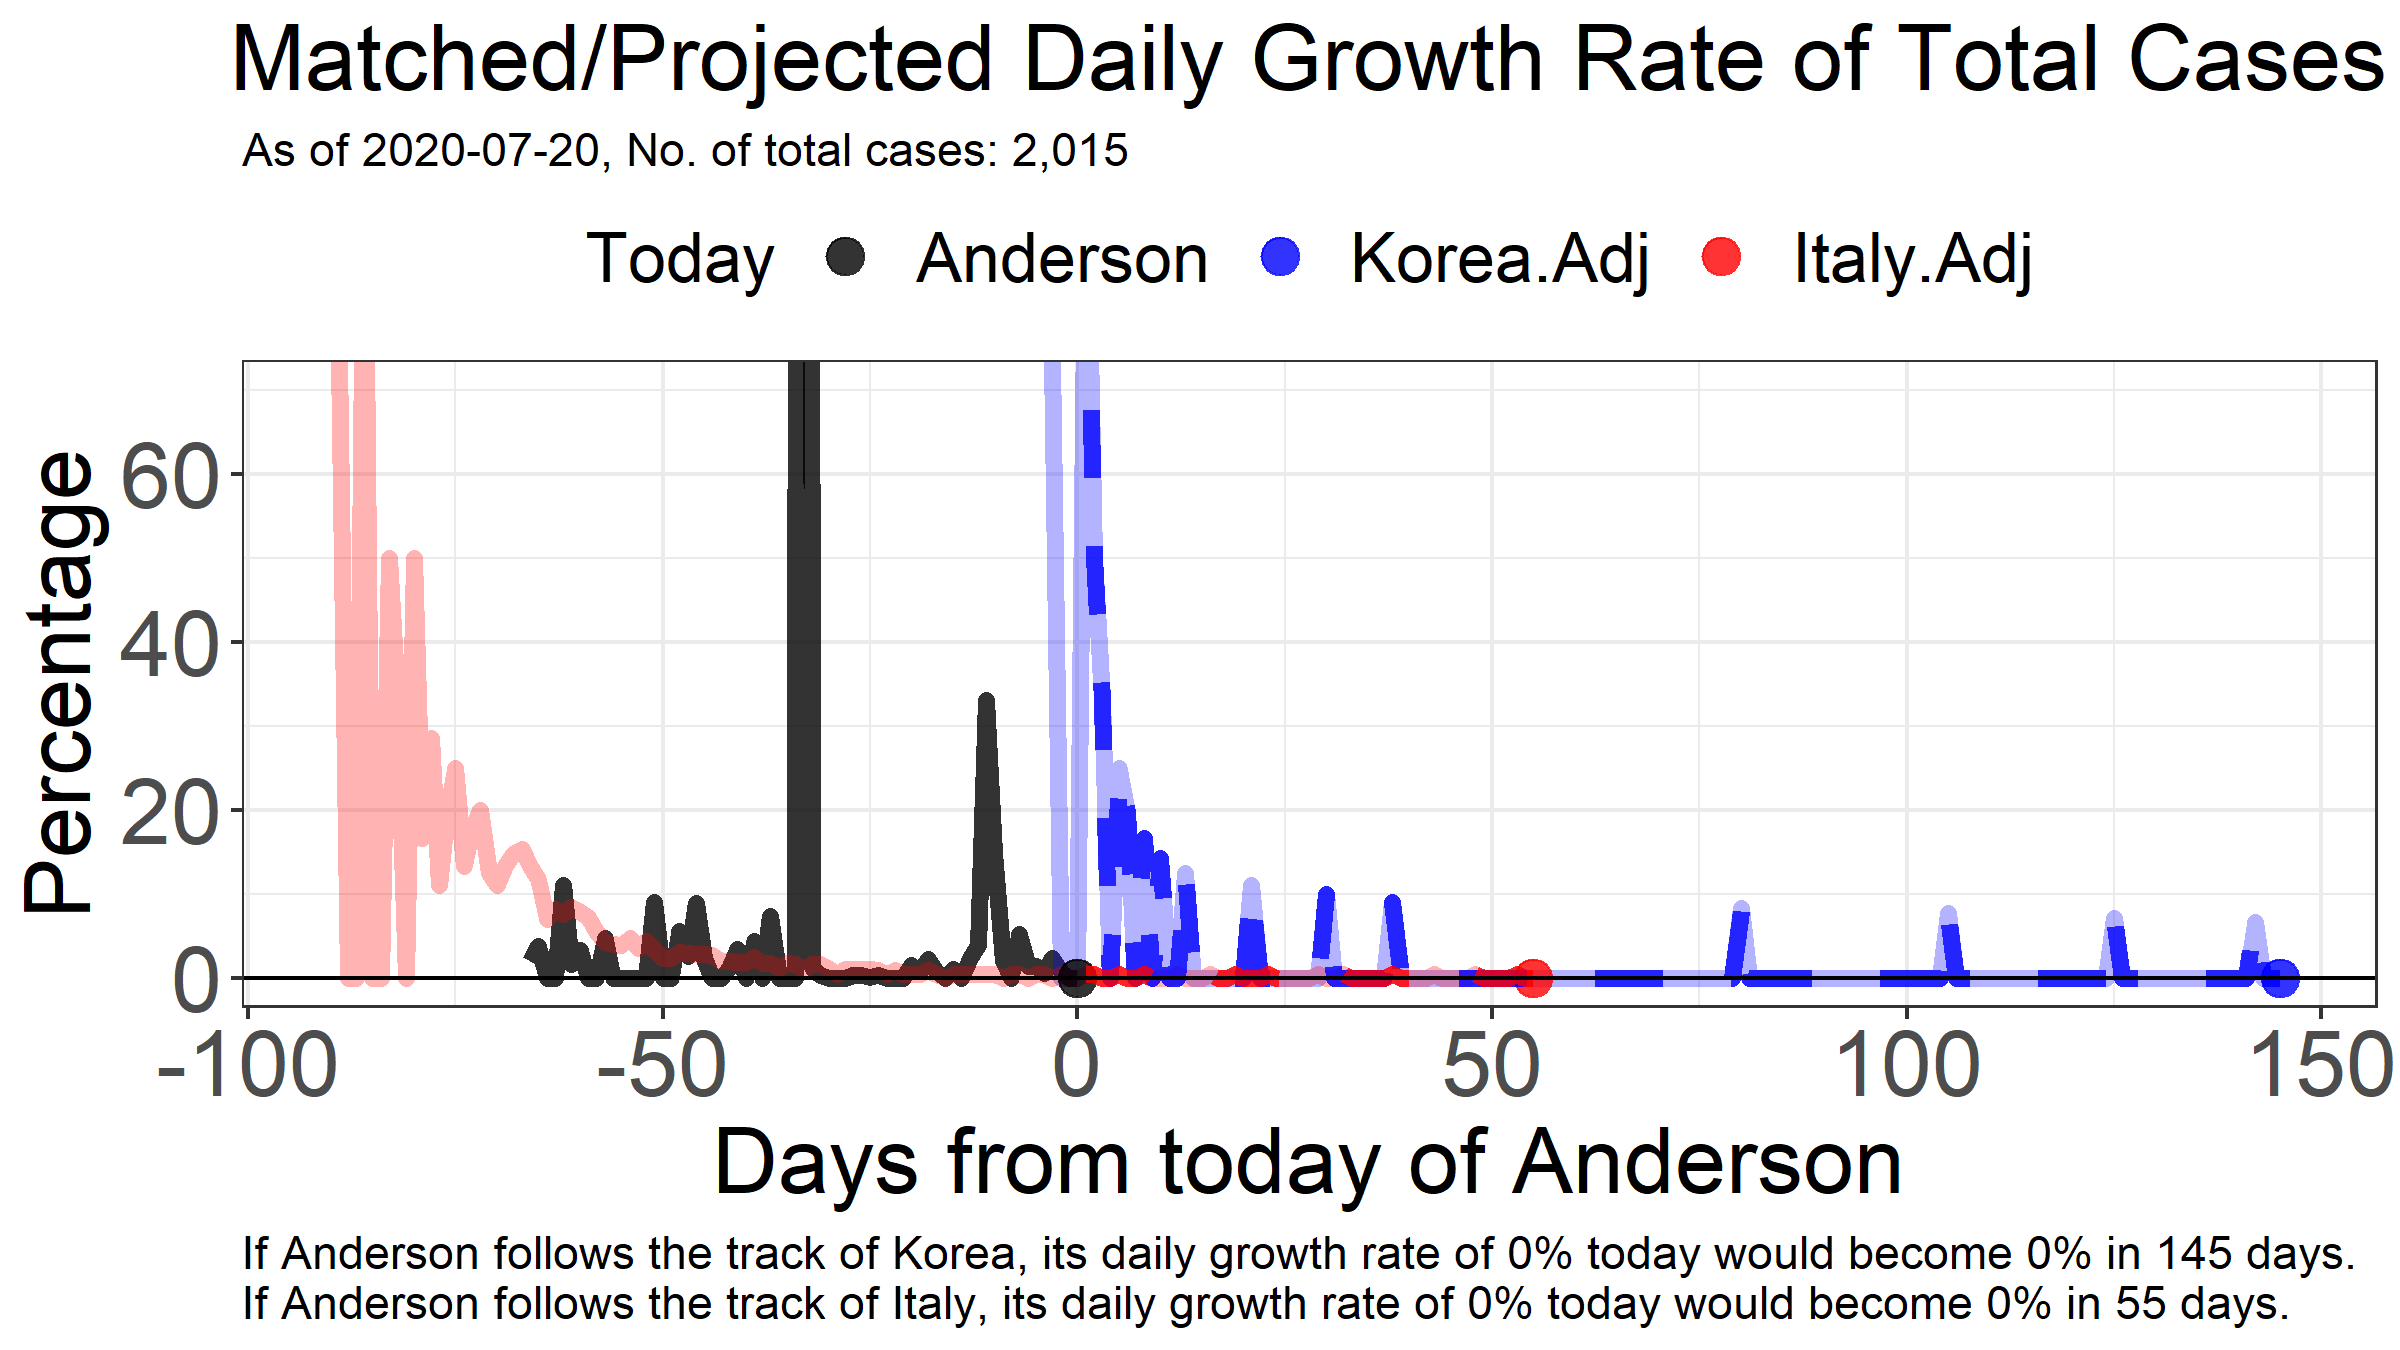 Matched/Projected Daily Growth Rate of Total Cases
As of 2020-07-20, No. of total cases: 2,015
Today Anderson Korea.Adj Italy.Adj
Percentage
60
40
20
0
-100 -50 0 50 100 150
Days from today of Anderson
If Anderson follows the track of Korea, its daily growth rate of 0% today would become 0% in 145 days.
If Anderson follows the track of Italy, its daily growth rate of 0% today would become 0% in 55 days.